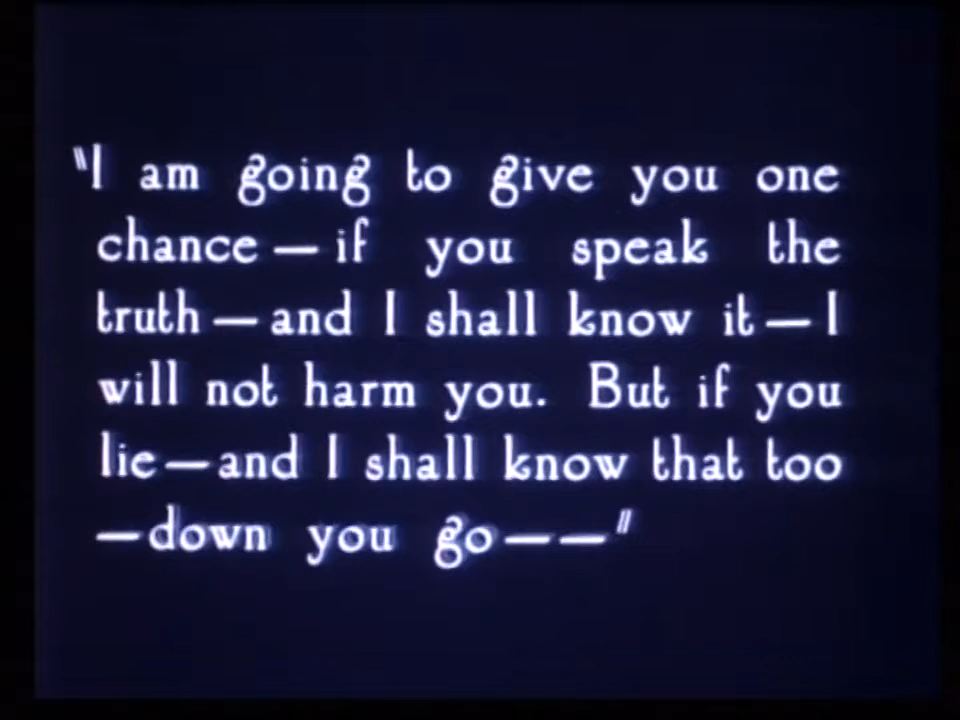 "I am going to give you one
chance — if you speak the
truth — and I shall know it — I
will not harm you. But if you
lie — and I shall know that too
— down you go — — "